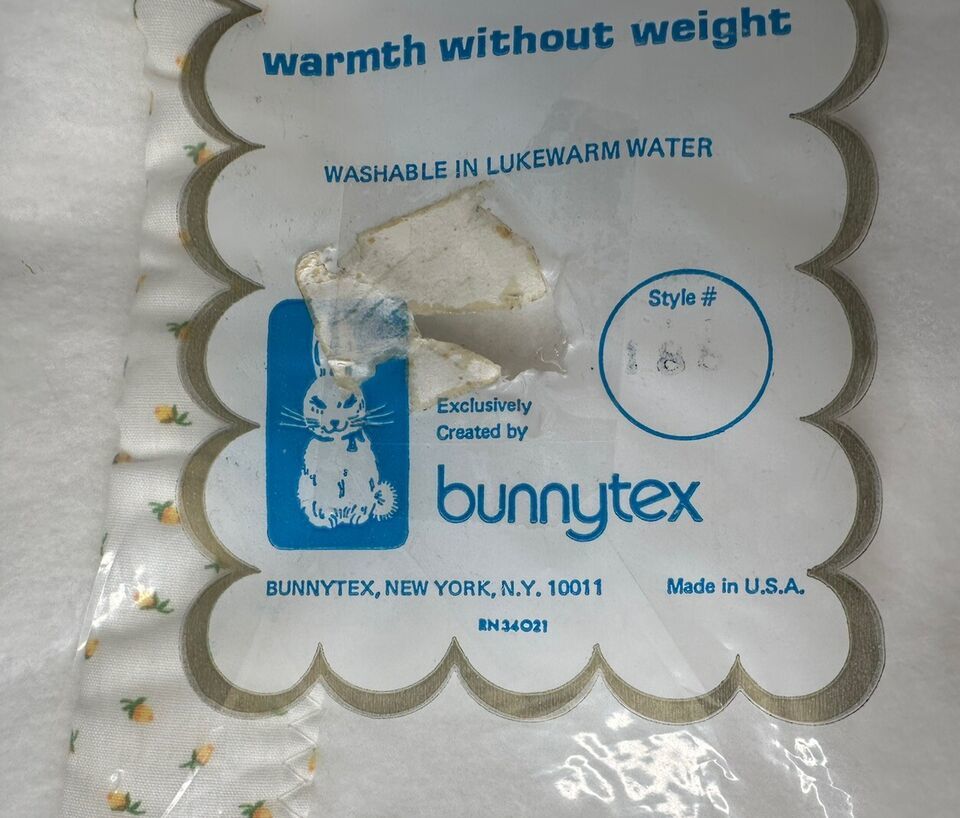 warmth without weight
WASHABLE IN LUKEWARM WATER
Style #
186
Exclusively
Created by
bunnytex
BUNNYTEX, NEW YORK, N.Y. 10011
Made in U.S.A.
RN 34021